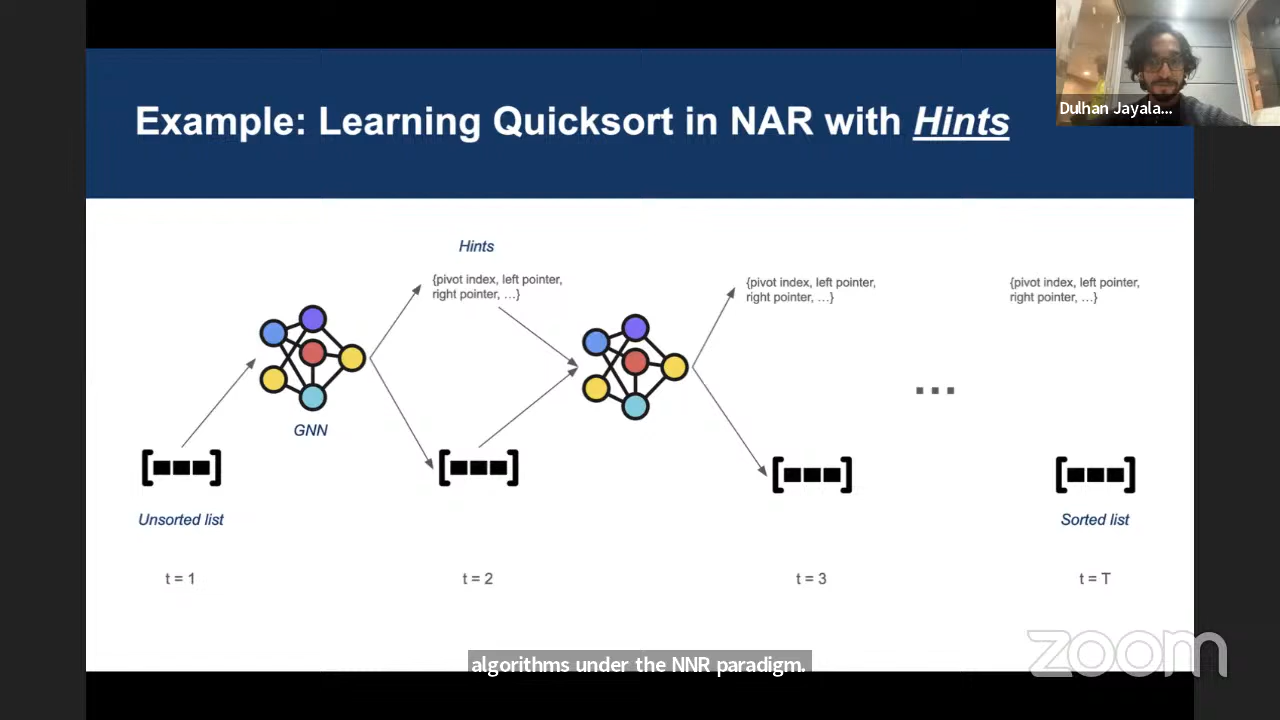 Example: Learning Quicksort in NAR with Hints
Dulhan Jayala...
Hints
{pivot index, left pointer,
right pointer, ...}
{pivot index, left pointer,
right pointer, ...}
{pivot index, left pointer,
right pointer, ...}
...
GNN
Unsorted list
Sorted list
t = 1
t = 2
t = 3
t = T
zoom
algorithms under the NNR paradigm.